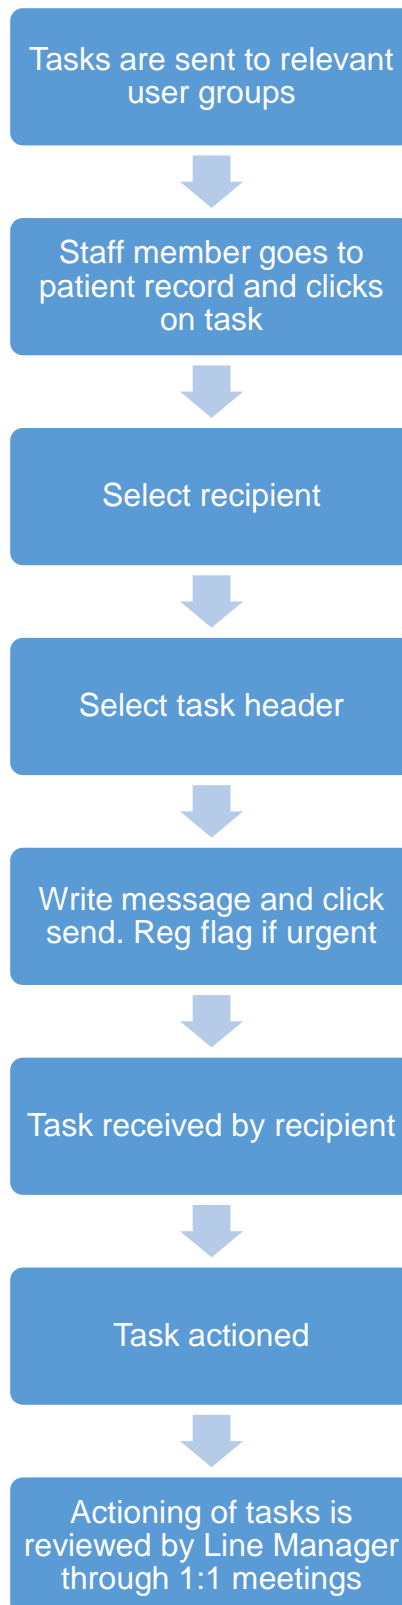 Tasks are sent to relevant
user groups
Staff member goes to
patient record and clicks
on task
Select recipient
Select task header
Write message and click
send. Reg flag if urgent
Task received by recipient
Task actioned
Actioning of tasks is
reviewed by Line Manager
through 1:1 meetings